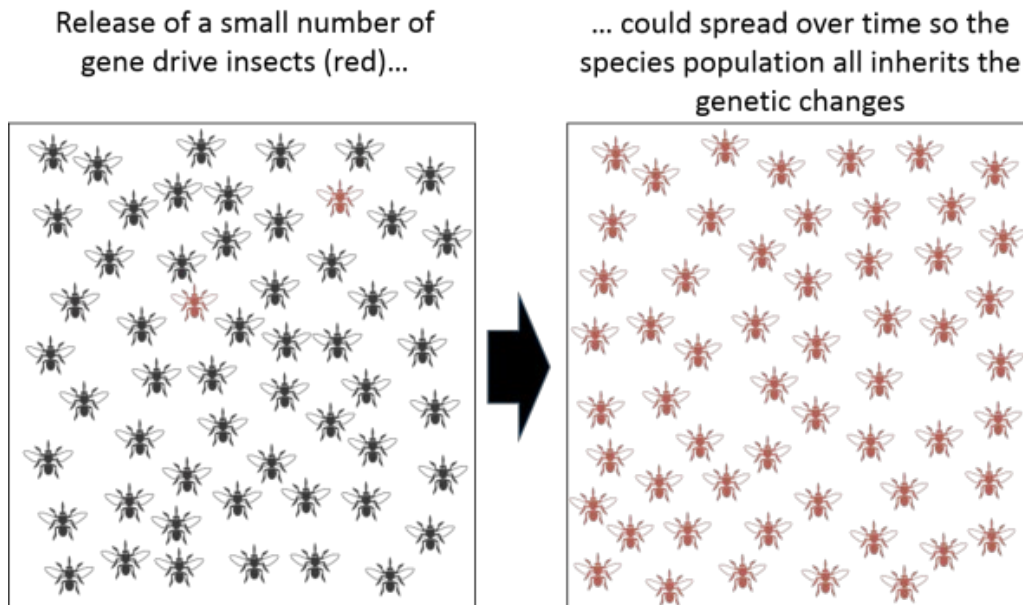 Release of a small number of
gene drive insects (red)...
... could spread over time so the
species population all inherits the
genetic changes